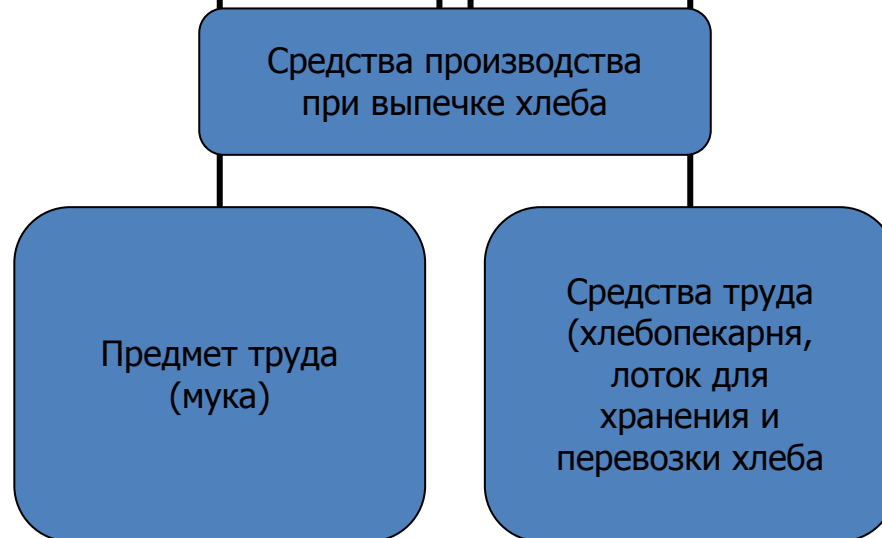 Средства производства
при выпечке хлеба
Предмет труда
(мука)
Средства труда
(хлебопекарня,
лоток для
хранения и
перевозки хлеба